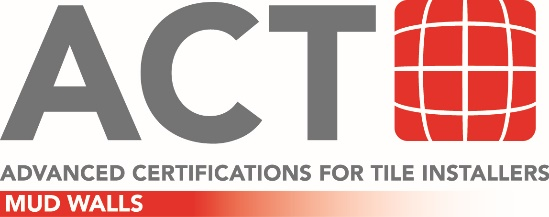 ACT
ADVANCED CERTIFICATIONS FOR TILE INSTALLERS
MUD WALLS